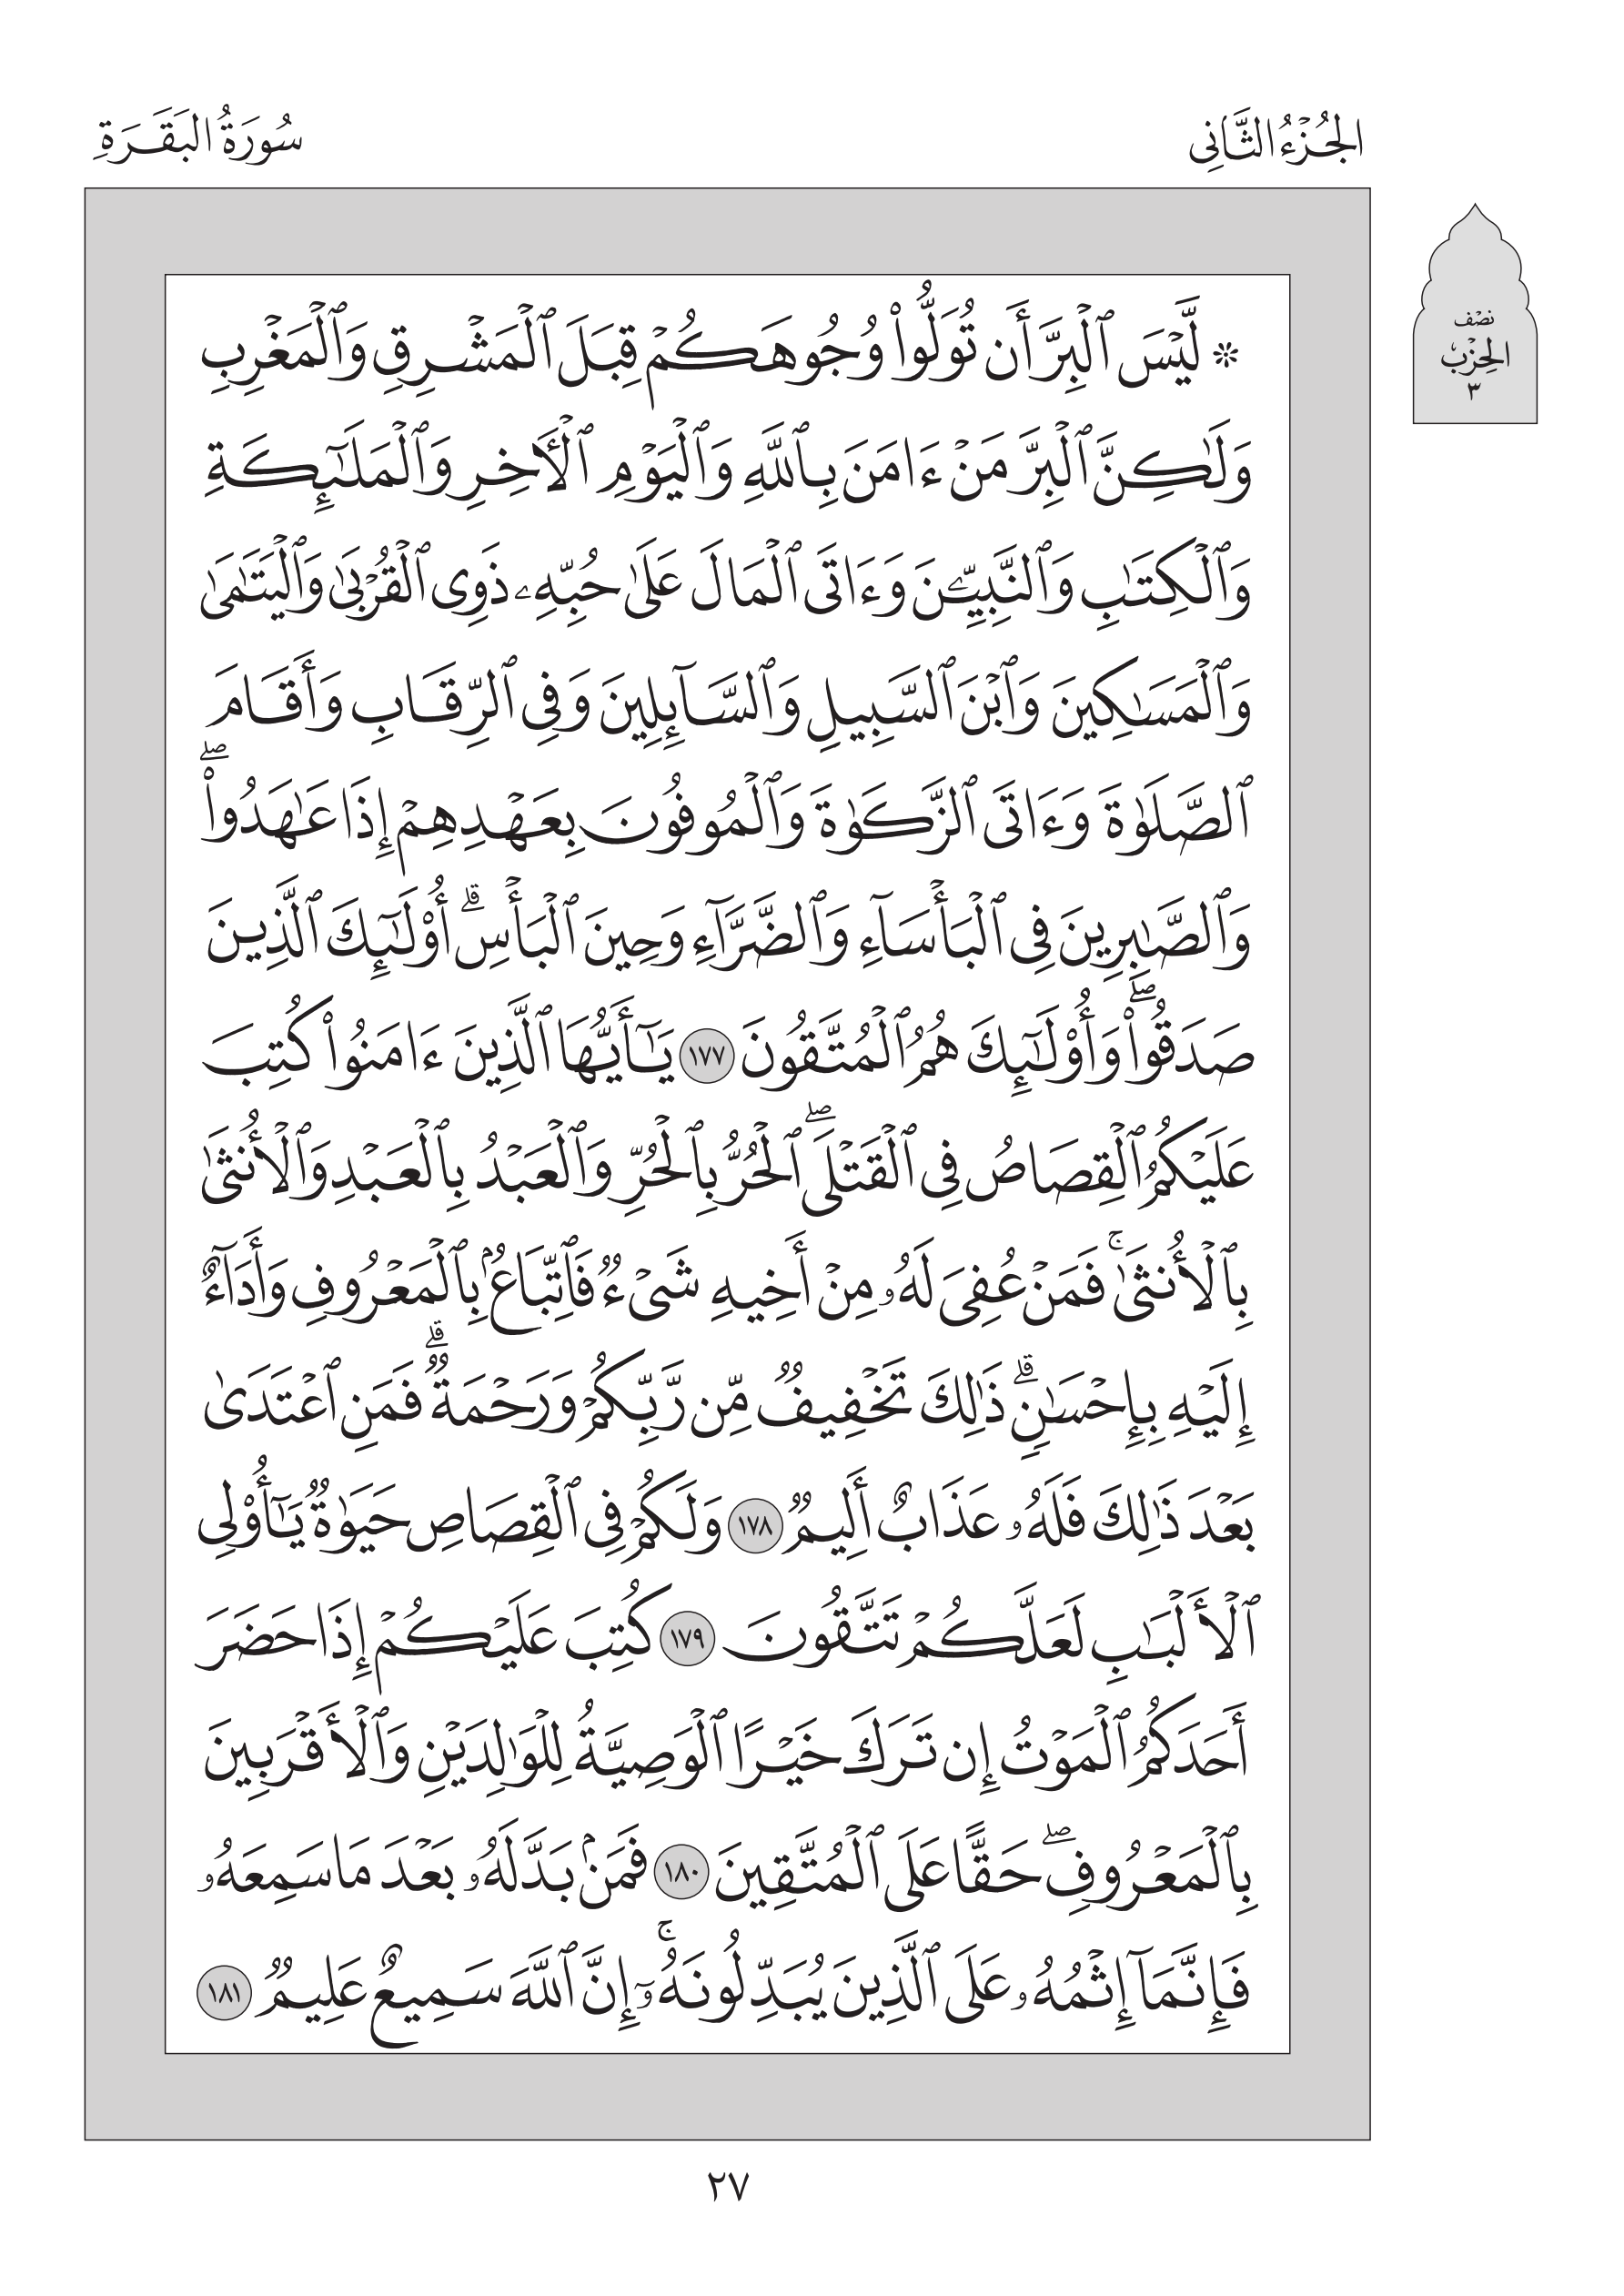 الجُزْءُ الثَّانِى
سُورَةُ البَقَرَةِ
نصف
الحِزْب
٣
* لَّيْسَ ٱلْبِرَّ أَن تُوَلُّوا۟ وُجُوهَكُمْ قِبَلَ ٱلْمَشْرِقِ وَٱلْمَغْرِبِ
وَلَٰكِنَّ ٱلْبِرَّ مَنْ ءَامَنَ بِٱللَّهِ وَٱلْيَوْمِ ٱلْأَخِرِ وَٱلْمَلَٰٓئِكَةِ
وَٱلْكِتَٰبِ وَٱلنَّبِيِّـۧنَ وَءَاتَى ٱلْمَالَ عَلَىٰ حُبِّهِۦ ذَوِى ٱلْقُرْبَىٰ وَٱلْيَتَٰمَىٰ
وَٱلْمَسَٰكِينَ وَٱبْنَ ٱلسَّبِيلِ وَٱلسَّآئِلِينَ وَفِى ٱلرِّقَابِ وَأَقَامَ
ٱلصَّلَوٰةَ وَءَاتَى ٱلزَّكَوٰةَ وَٱلْمُوفُونَ بِعَهْدِهِمْ إِذَا عَٰهَدُوا۟ۖ
وَٱلصَّٰبِرِينَ فِى ٱلْبَأْسَآءِ وَٱلضَّرَّآءِ وَحِينَ ٱلْبَأْسِۗ أُو۟لَٰٓئِكَ ٱلَّذِينَ
صَدَقُوا۟ۖ وَأُو۟لَٰٓئِكَ هُمُ ٱلْمُتَّقُونَ ١٧٧ يَٰٓأَيُّهَا ٱلَّذِينَ ءَامَنُوا۟ كُتِبَ
عَلَيْكُمُ ٱلْقِصَاصُ فِى ٱلْقَتْلَىۖ ٱلْحُرُّ بِٱلْحُرِّ وَٱلْعَبْدُ بِٱلْعَبْدِ وَٱلْأُنثَىٰ
بِٱلْأُنثَىٰۚ فَمَنْ عُفِىَ لَهُۥ مِنْ أَخِيهِ شَىْءٌ فَٱتِّبَاعٌۢ بِٱلْمَعْرُوفِ وَأَدَآءٌ
إِلَيْهِ بِإِحْسَٰنٍۗ ذَٰلِكَ تَخْفِيفٌ مِّن رَّبِّكُمْ وَرَحْمَةٌۗ فَمَنِ ٱعْتَدَىٰ
بَعْدَ ذَٰلِكَ فَلَهُۥ عَذَابٌ أَلِيمٌ ١٧٨ وَلَكُمْ فِى ٱلْقِصَاصِ حَيَوٰةٌ يَٰٓأُو۟لِى
ٱلْأَلْبَٰبِ لَعَلَّكُمْ تَتَّقُونَ ١٧٩ كُتِبَ عَلَيْكُمْ إِذَا حَضَرَ
أَحَدَكُمُ ٱلْمَوْتُ إِن تَرَكَ خَيْرًا ٱلْوَصِيَّةُ لِلْوَٰلِدَيْنِ وَٱلْأَقْرَبِينَ
بِٱلْمَعْرُوفِۖ حَقًّا عَلَى ٱلْمُتَّقِينَ ١٨٠ فَمَنۢ بَدَّلَهُۥ بَعْدَ مَا سَمِعَهُۥ
فَإِنَّمَآ إِثْمُهُۥ عَلَى ٱلَّذِينَ يُبَدِّلُونَهُۥٓۚ إِنَّ ٱللَّهَ سَمِيعٌ عَلِيمٌ ١٨١
٢٧